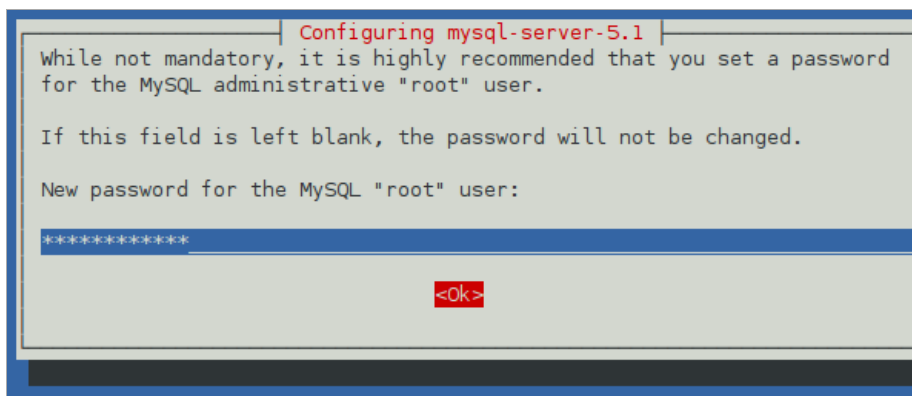 Configuring mysql-server-5.1
While not mandatory, it is highly recommended that you set a password
for the MySQL administrative "root" user.
If this field is left blank, the password will not be changed.
New password for the MySQL "root" user:
************
<Ok>